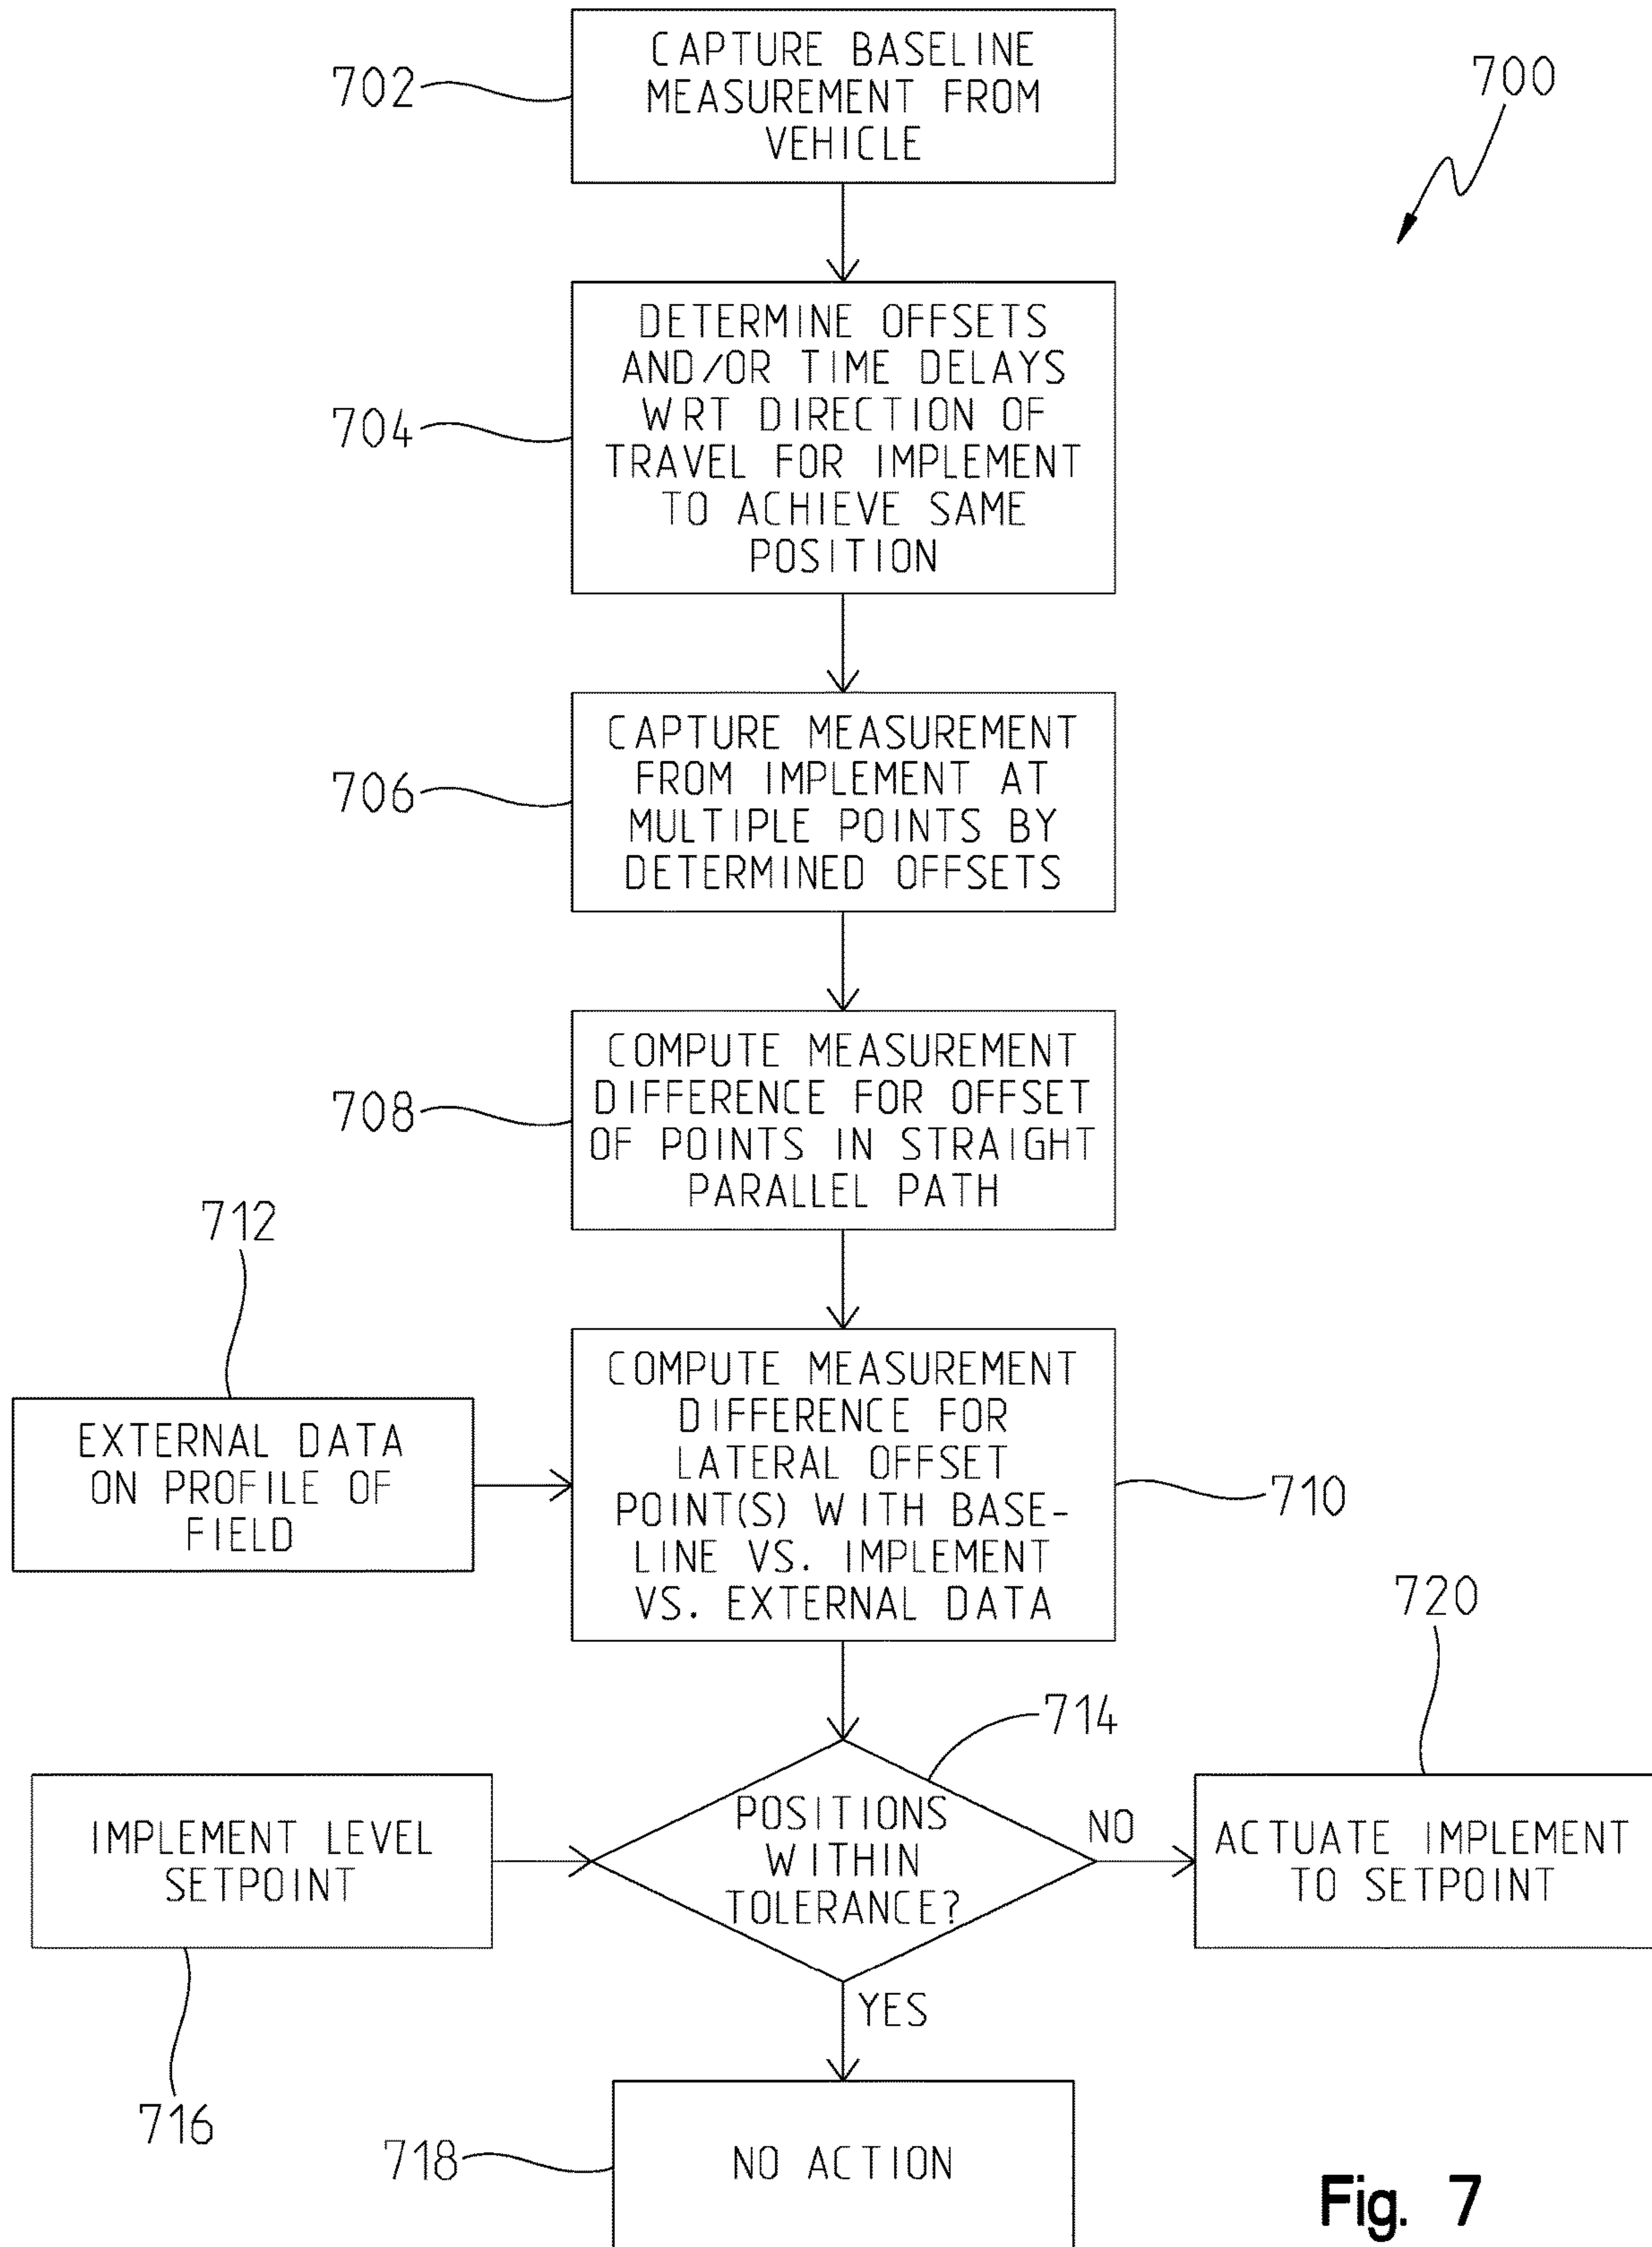 CAPTURE BASELINE
MEASUREMENT FROM
VEHICLE
702
700
DETERMINE OFFSETS
AND/OR TIME DELAYS
WRT DIRECTION OF
TRAVEL FOR IMPLEMENT
TO ACHIEVE SAME
POSITION
704
CAPTURE MEASUREMENT
FROM IMPLEMENT AT
MULTIPLE POINTS BY
DETERMINED OFFSETS
706
COMPUTE MEASUREMENT
DIFFERENCE FOR OFFSET
OF POINTS IN STRAIGHT
PARALLEL PATH
708
712
EXTERNAL DATA
ON PROFILE OF
FIELD
COMPUTE MEASUREMENT
DIFFERENCE FOR
LATERAL OFFSET
POINT(S) WITH BASE-
LINE VS. IMPLEMENT
VS. EXTERNAL DATA
710
714
720
IMPLEMENT LEVEL
SETPOINT
716
POSITIONS
WITHIN
TOLERANCE?
NO
ACTUATE IMPLEMENT
TO SETPOINT
YES
718
NO ACTION
Fig. 7